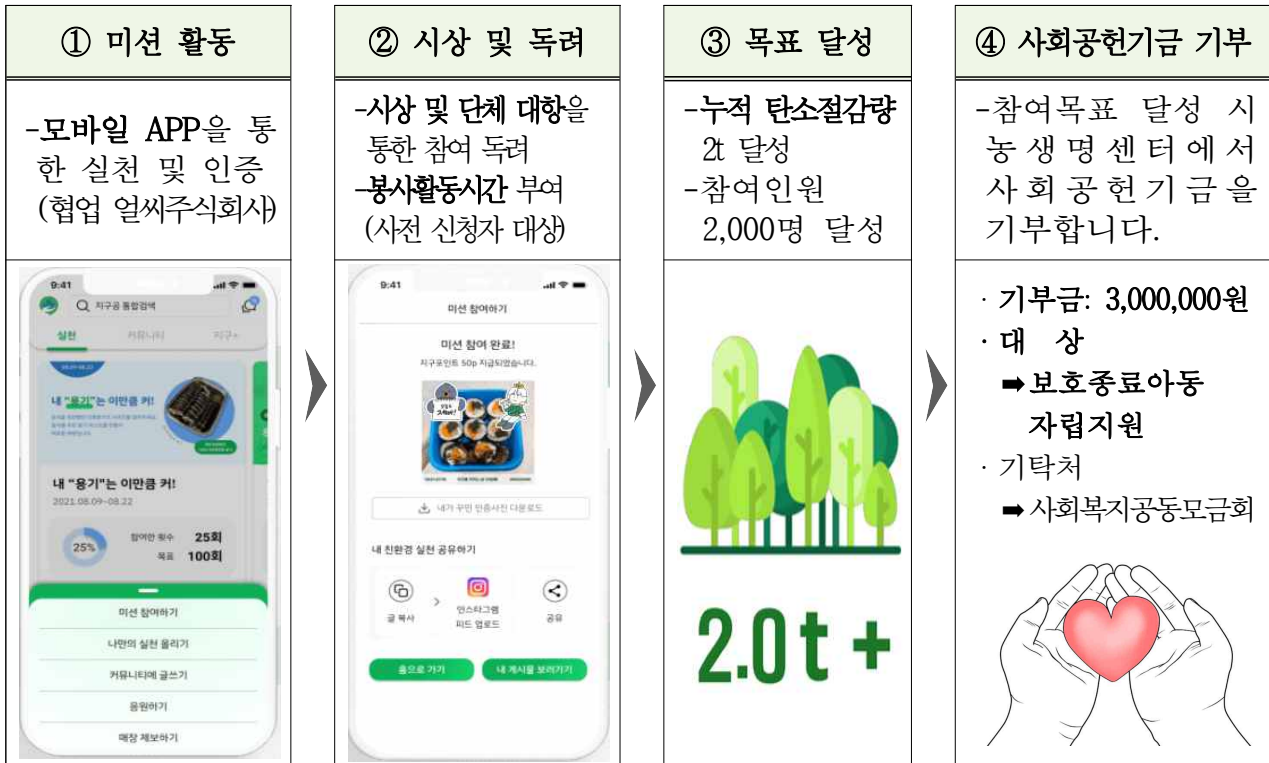 ① 미션 활동
-모바일 APP을 통
한 실천 및 인증
(협업 얼씨주식회사)
9:41
지구공 통합검색
실천 커뮤니티 지구+
08.09-08.22
내 "용기"는 이만큼 커!
내 "용기"는 이만큼 커!
2021.08.09~08.22
25%
참여한 횟수 25회
목표 100회
미션 참여하기
나만의 실천 올리기
커뮤니티에 글쓰기
응원하기
매장 제보하기
② 시상 및 독려
-시상 및 단체 대항을
통한 참여 독려
-봉사활동시간 부여
(사전 신청자 대상)
9:41
미션 참여하기
미션 참여 완료!
지구포인트 50p 지급되었습니다.
내가 꾸민 인증사진 다운로드
내 친환경 실천 공유하기
글 복사
인스타그램
피드 업로드
공유
홈으로 가기
내 게시물 보러가기
③ 목표 달성
-누적 탄소절감량
2t 달성
-참여인원
2,000명 달성
2.0t +
④ 사회공헌기금 기부
-참여목표 달성 시
농생명센터에서
사회공헌기금을
기부합니다.
· 기부금: 3,000,000원
· 대 상
➡보호종료아동
자립지원
· 기탁처
➡사회복지공동모금회